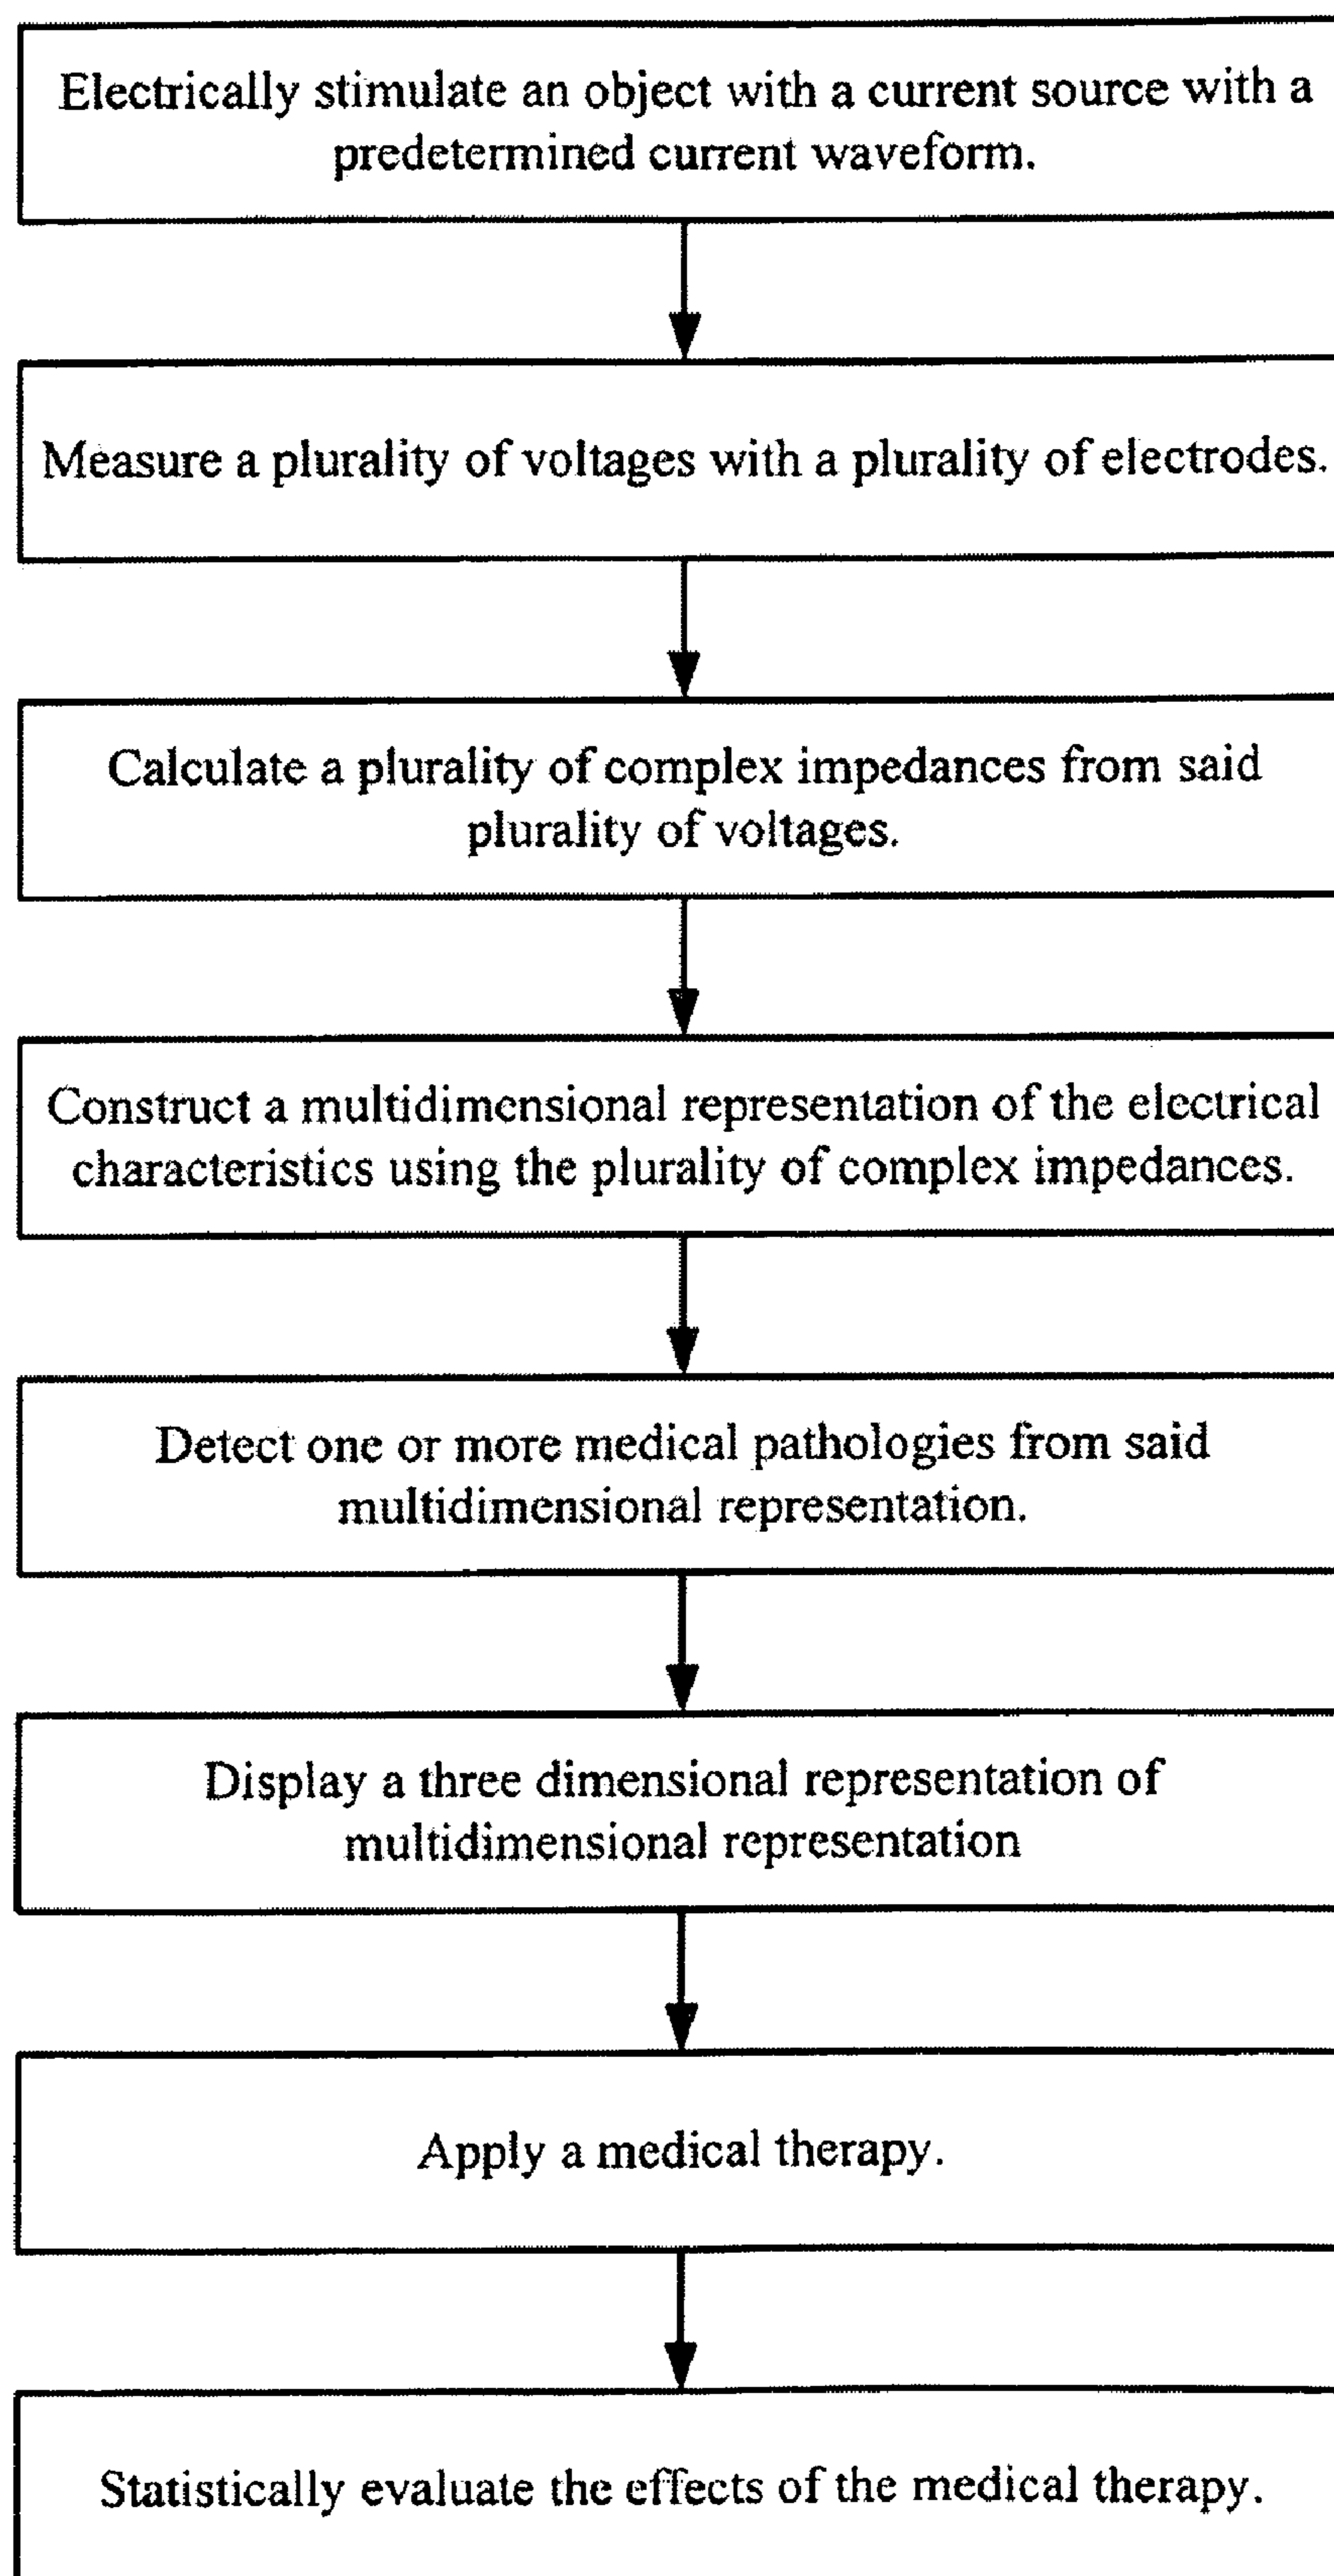 Electrically stimulate an object with a current source with a
predetermined current waveform.
Measure a plurality of voltages with a plurality of electrodes.
Calculate a plurality of complex impedances from said
plurality of voltages.
Construct a multidimensional representation of the electrical
characteristics using the plurality of complex impedances.
Detect one or more medical pathologies from said
multidimensional representation.
Display a three dimensional representation of
multidimensional representation
Apply a medical therapy.
Statistically evaluate the effects of the medical therapy.